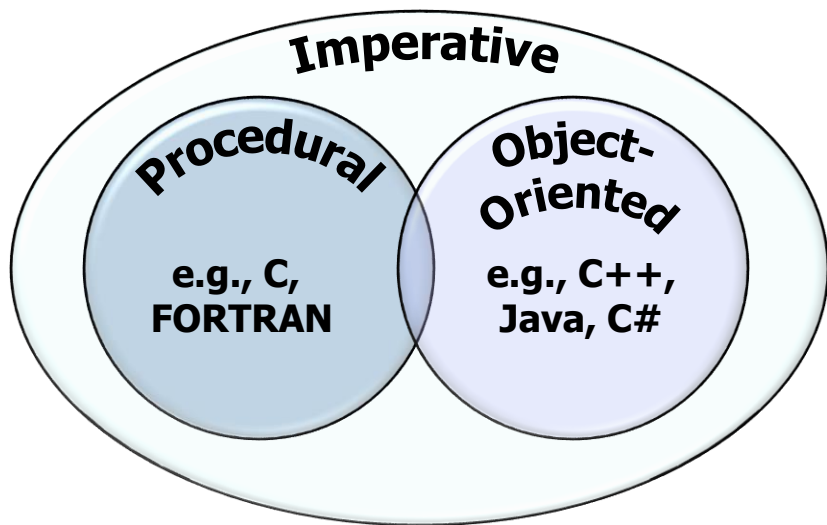 Imperative
Procedural
e.g., C,
FORTRAN
Object-
Oriented
e.g., C++,
Java, C#